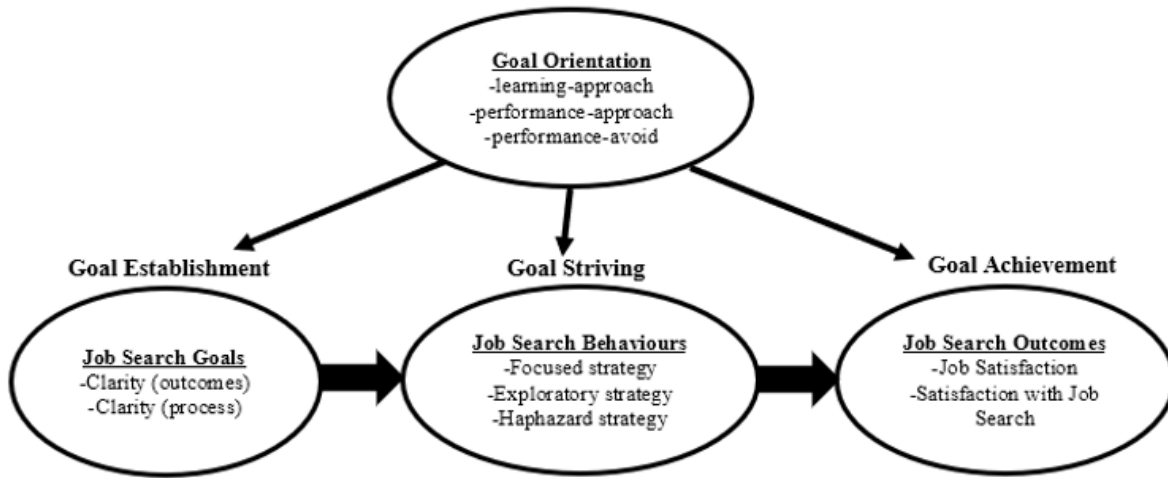 Goal Orientation
-learning-approach
-performance-approach
-performance-avoid
Goal Establishment
Goal Striving
Goal Achievement
Job Search Goals
-Clarity (outcomes)
-Clarity (process)
Job Search Behaviours
-Focused strategy
-Exploratory strategy
-Haphazard strategy
Job Search Outcomes
-Job Satisfaction
-Satisfaction with Job
Search